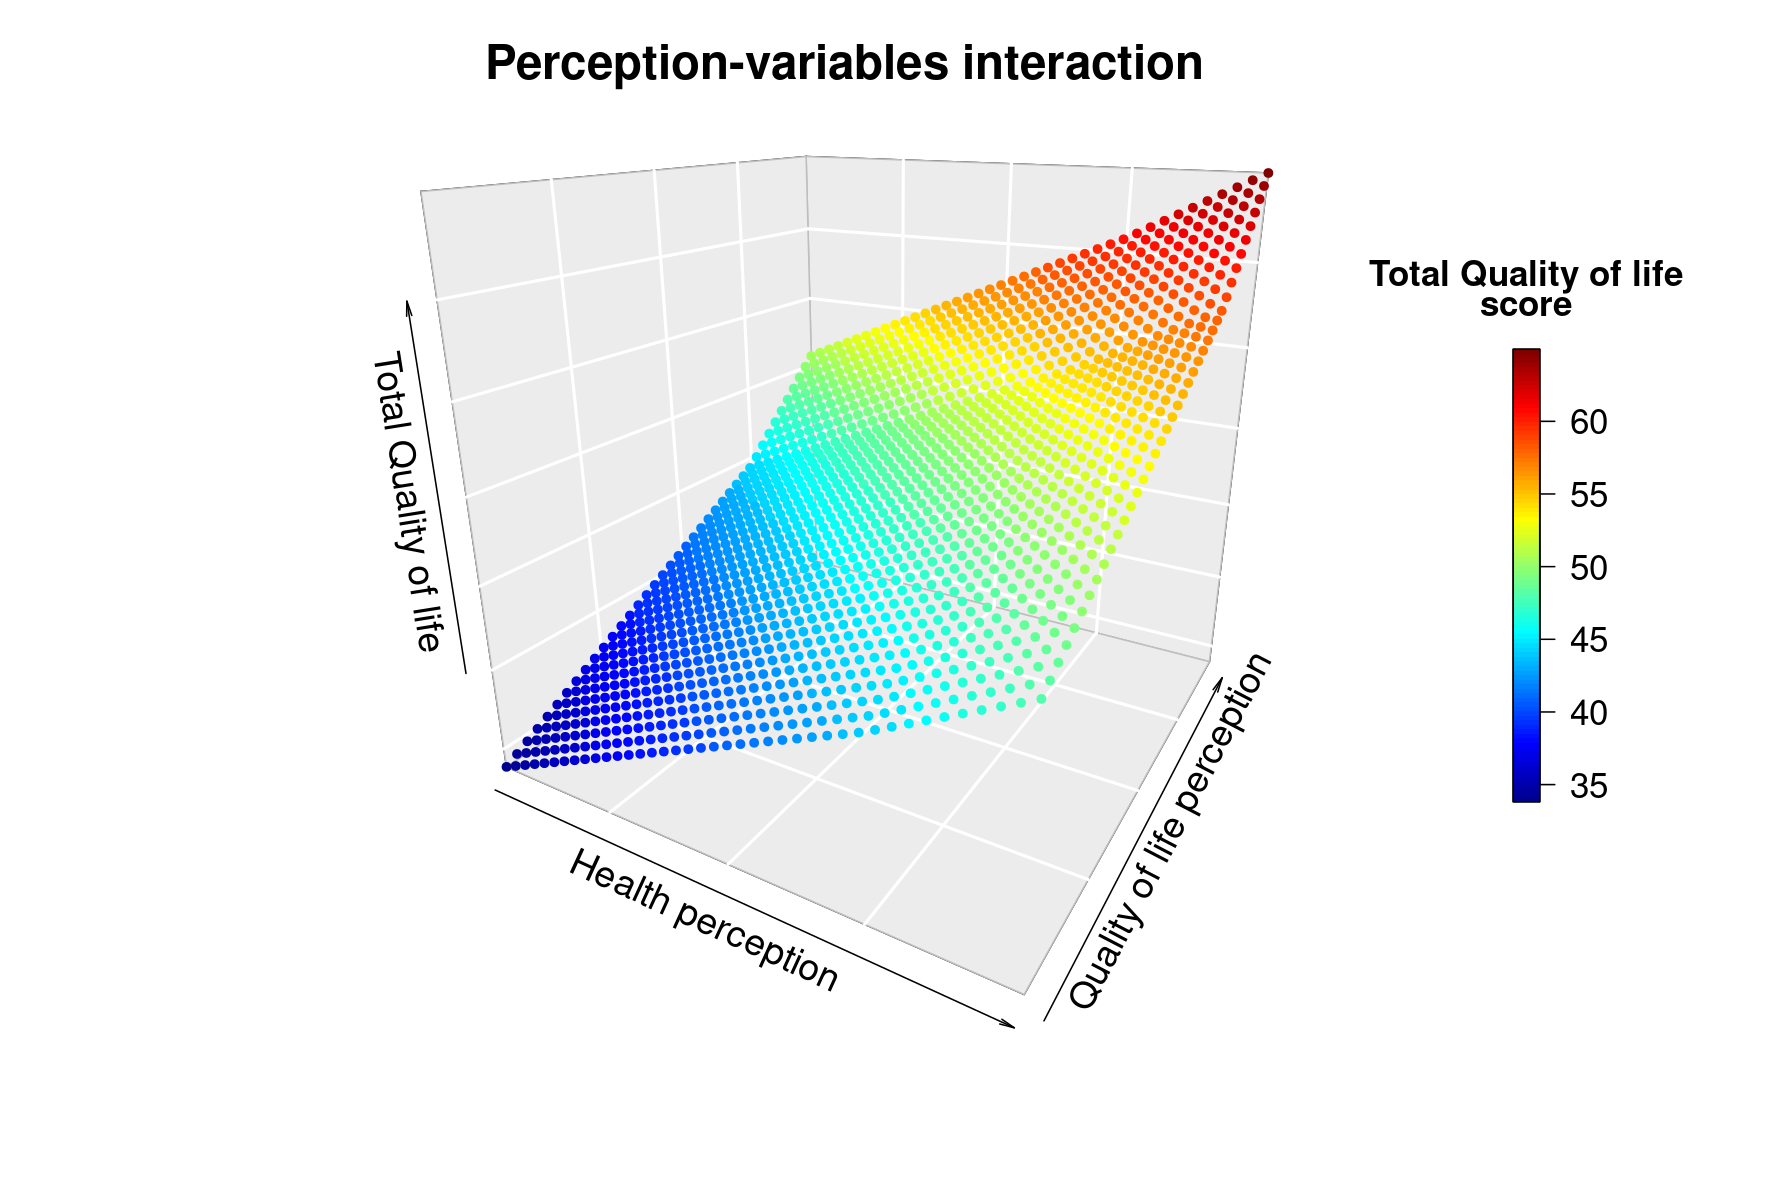 Perception-variables interaction
Total Quality of life
score
60
55
50
45
40
35
Total Quality of life
Health perception
Quality of life perception